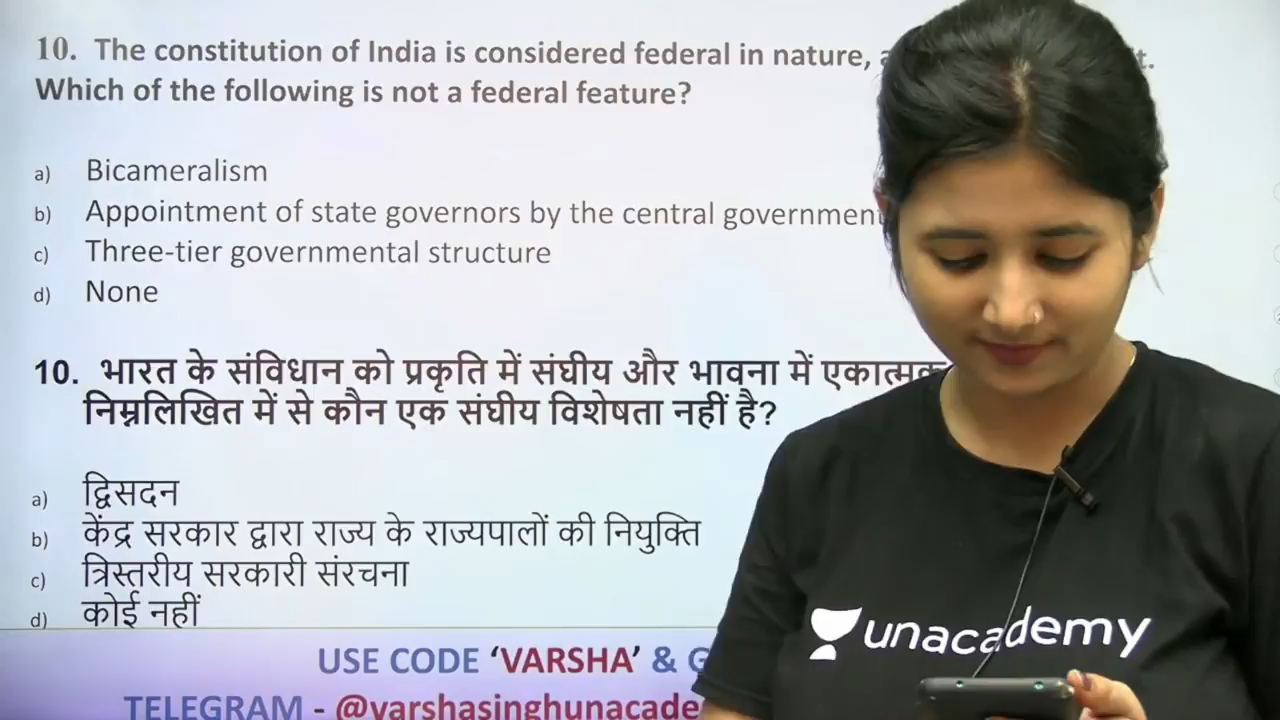 10. The constitution of India is considered federal in nature,
Which of the following is not a federal feature?
a) Bicameralism
b) Appointment of state governors by the central
c) Three-tier governmental structure
d) None
10. भारत के संविधान को प्रकृति में संघीय और भावना में
निम्नलिखित में से कौन एक संघीय विशेषता नहीं है?
a) द्विसदन
b) केंद्र सरकार द्वारा राज्य के राज्यपालों की नियुक्ति
c) त्रिस्तरीय सरकारी संरचना
d) कोई नहीं
USE CODE ‘VARSHA’ &
TELEGRAM -
unacademy